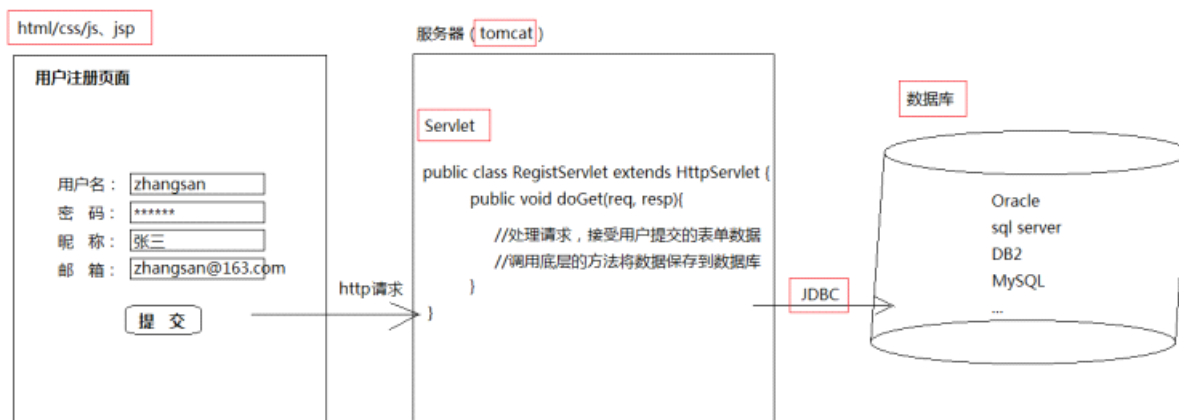 html/css/js、jsp
用户注册页面
用户名： zhangsan
密 码： ******
昵 称： 张三
邮 箱： zhangsan@163.com
提 交
http请求
服务器 ( tomcat )
Servlet
public class RegistServlet extends HttpServlet {
public void doGet(req, resp){
//处理请求，接受用户提交的表单数据
//调用底层的方法将数据保存到数据库
}
}
JDBC
数据库
Oracle
sql server
DB2
MySQL
...